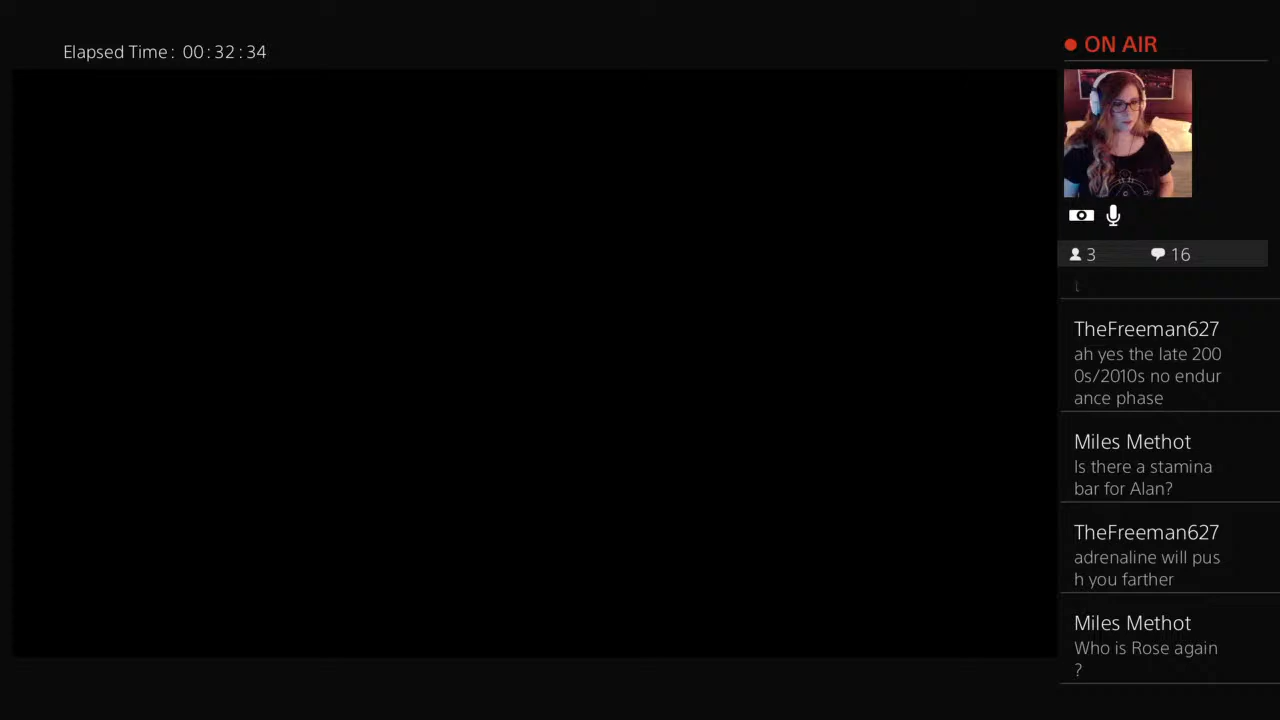 Elapsed Time: 00:32:34
ON AIR
3 16
TheFreeman627
ah yes the late 200
0s/2010s no endur
ance phase
Miles Methot
Is there a stamina
bar for Alan?
TheFreeman627
adrenaline will pus
h you farther
Miles Methot
Who is Rose again
?